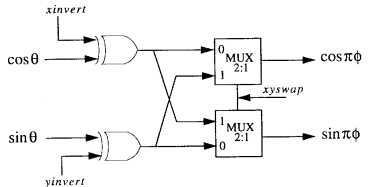 xinvert
cosθ
0
MUX
2:1
1
cosπϕ
xyswap
sinθ
1
MUX
2:1
0
sinπϕ
yinvert